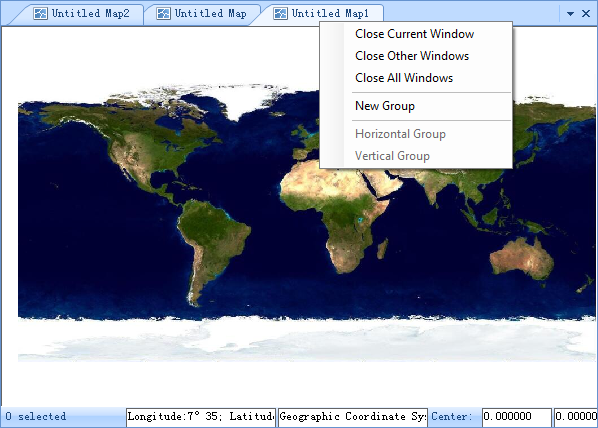 Untitled Map2 Untitled Map Untitled Map1
Close Current Window
Close Other Windows
Close All Windows
New Group
Horizontal Group
Vertical Group
0 selected Longitude:7° 35; Latitud Geographic Coordinate Sy Center: 0.000000 0.0000